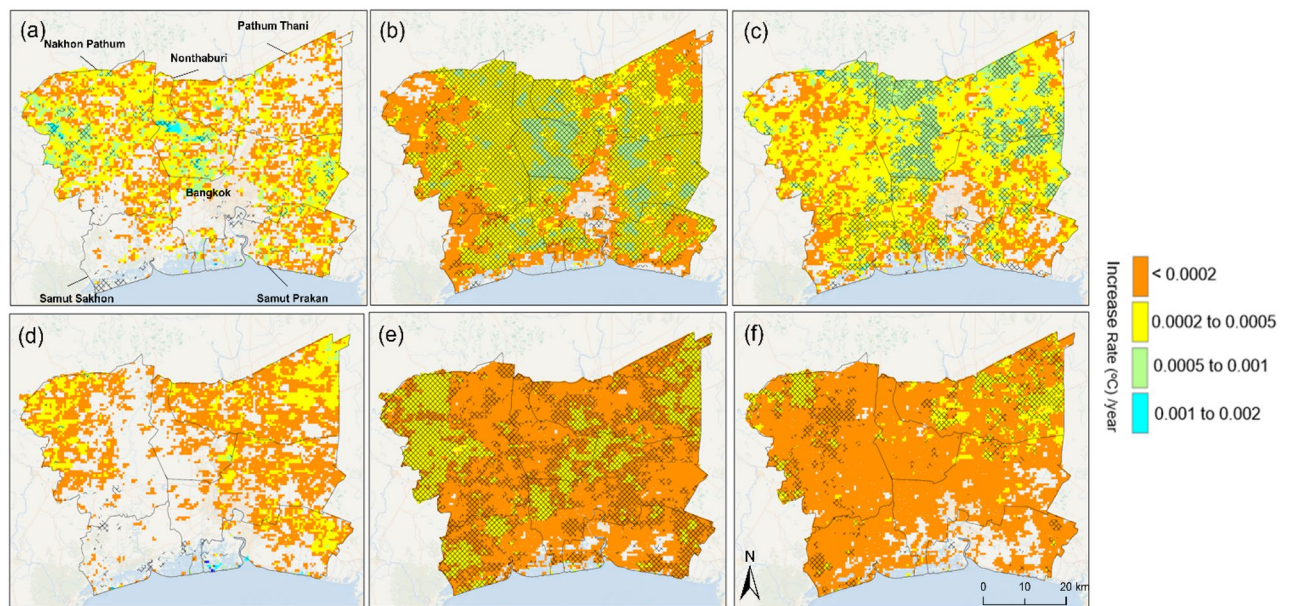 (a)
Pathum Thani
Nakhon Pathum
Nonthaburi
Bangkok
Samut Sakhon
Samut Prakan
(b)
(c)
Increase Rate (°C) /year
< 0.0002
0.0002 to 0.0005
0.0005 to 0.001
0.001 to 0.002
(d)
(e)
(f)
N
0 10 20 km